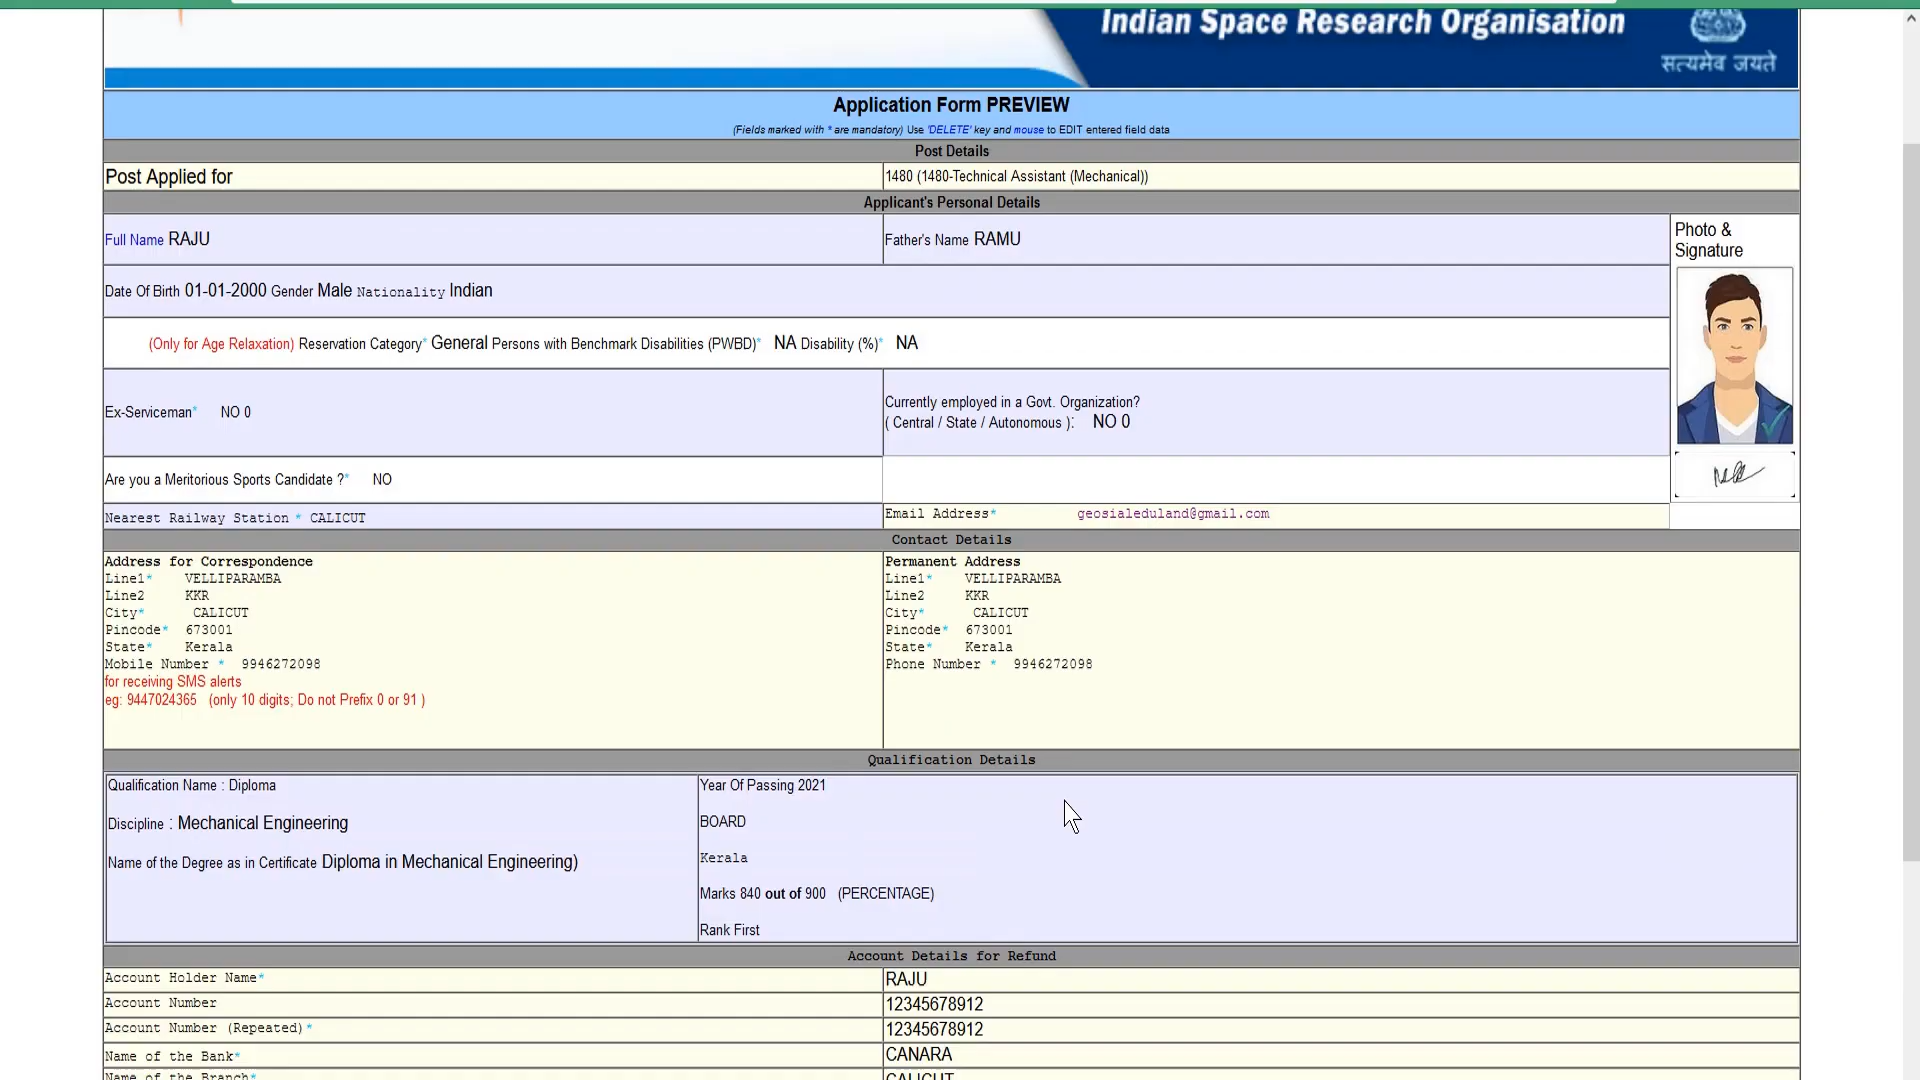 Indian Space Research Organisation
सत्यमेव जयते
Application Form PREVIEW
(Fields marked with * are mandatory) Use 'DELETE' key and mouse to EDIT entered field data
Post Details
Post Applied for 1480 (1480-Technical Assistant (Mechanical))
Applicant's Personal Details
Full Name RAJU Father's Name RAMU
Photo &
Signature
Date Of Birth 01-01-2000 Gender Male Nationality Indian
(Only for Age Relaxation) Reservation Category* General Persons with Benchmark Disabilities (PWBD)* NA Disability (%)* NA
Ex-Serviceman* NO 0
Currently employed in a Govt. Organization?
( Central / State / Autonomous ): NO 0
Are you a Meritorious Sports Candidate ?* NO
Nearest Railway Station * CALICUT
Email Address* geosialeduland@gmail.com
Contact Details
Address for Correspondence
Line1* VELLIPARAMBA
Line2 KKR
City* CALICUT
Pincode* 673001
State* Kerala
Mobile Number * 9946272098
for receiving SMS alerts
eg: 9447024365 (only 10 digits; Do not Prefix 0 or 91 )
Permanent Address
Line1* VELLIPARAMBA
Line2 KKR
City* CALICUT
Pincode* 673001
State* Kerala
Phone Number * 9946272098
Qualification Details
Qualification Name : Diploma
Discipline : Mechanical Engineering
Name of the Degree as in Certificate Diploma in Mechanical Engineering)
Year Of Passing 2021
BOARD
Kerala
Marks 840 out of 900 (PERCENTAGE)
Rank First
Account Details for Refund
Account Holder Name* RAJU
Account Number 12345678912
Account Number (Repeated)* 12345678912
Name of the Bank* CANARA
Name of the Branch* CALICUT